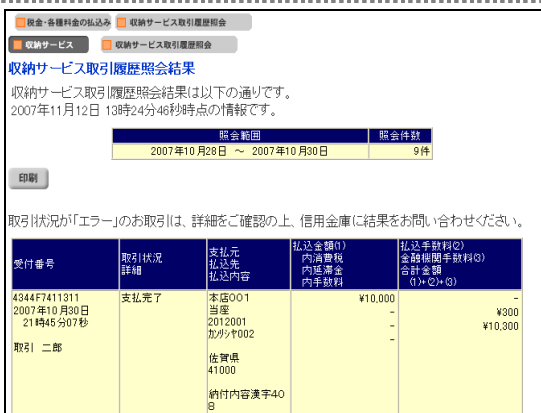 税金・各種料金の払込み 収納サービス取引履歴照会
収納サービス 収納サービス取引履歴照会
収納サービス取引履歴照会結果
収納サービス取引履歴照会結果は以下の通りです。
2007年11月12日 13時24分46秒時点の情報です。
照会範囲 照会件数
2007年10月28日 ~ 2007年10月30日 9件
印刷
取引状況が「エラー」のお取引は、詳細をご確認の上、信用金庫に結果をお問い合わせください。
受付番号
取引状況
詳細
支払元
払込先
払込内容
払込金額(1)
内消費税
内延滞金
内手数料
払込手数料(2)
金融機関手数料(3)
合計金額
(1)+(2)+(3)
4344F7411311
2007年10月30日
21時45分07秒
取引 二郎
支払完了
本店001
当座
2012001
カンリシャ002
佐賀県
41000
納付内容漢字40
8
¥10,000
-
-
-
-
¥300
¥10,300